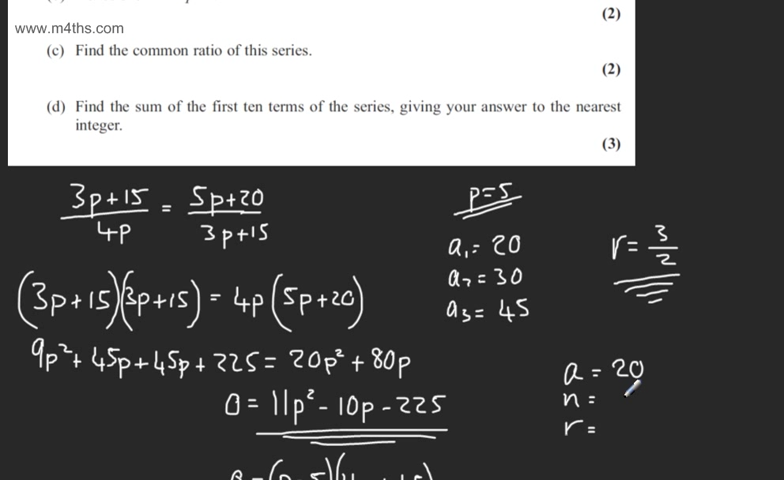 (2)
www.m4ths.com
(c) Find the common ratio of this series.
(2)
(d) Find the sum of the first ten terms of the series, giving your answer to the nearest
integer.
(3)
(3p+15)/(4p) = (5p+20)/(3p+15)
(3p+15)(3p+15) = 4p(5p+20)
9p²+45p+45p+225 = 20p²+80p
0 = 11p² - 10p - 225
p=5
a₁= 20
a₂= 30
a₃= 45
r= 3/2
a = 20
n =
r =